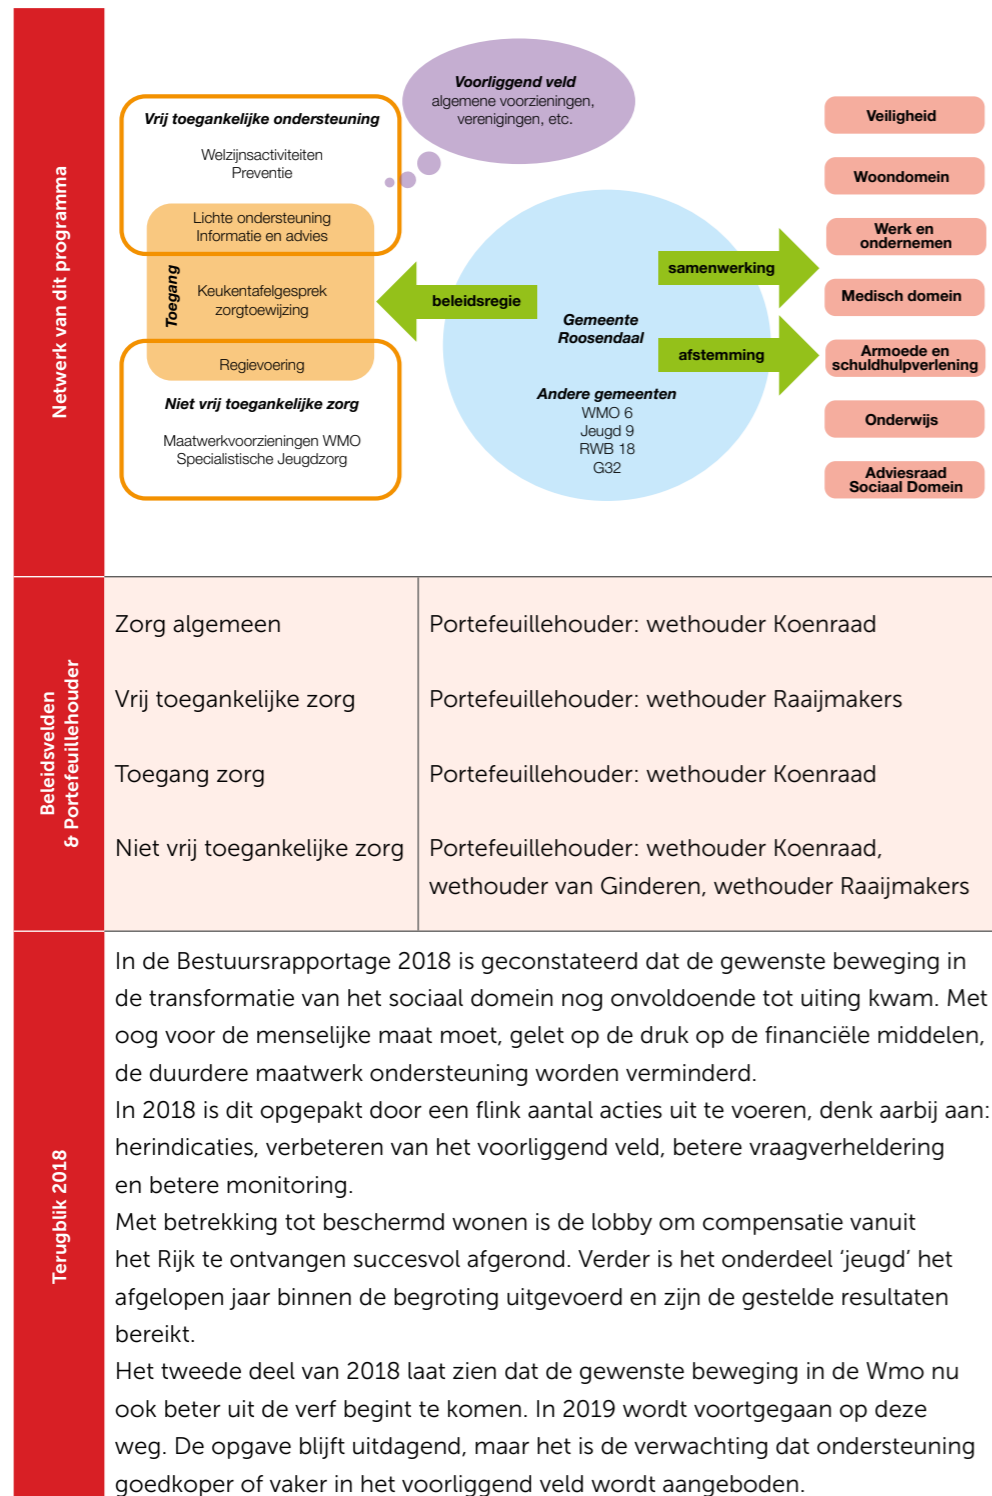 Netwerk van dit programma
Voorliggend veld
algemene voorzieningen,
verenigingen, etc.
Vrij toegankelijke ondersteuning
Welzijnsactiviteiten
Preventie
Lichte ondersteuning
Informatie en advies
Toegang
Keukentafelgesprek
zorgtoewijzing
Regievoering
Niet vrij toegankelijke zorg
Maatwerkvoorzieningen WMO
Specialistische Jeugdzorg
beleidsregie
Gemeente
Roosendaal
Andere gemeenten
WMO 6
Jeugd 9
RWB 18
G32
samenwerking
afstemming
Veiligheid
Woondomein
Werk en
ondernemen
Medisch domein
Armoede en
schuldhulpverlening
Onderwijs
Adviesraad
Sociaal Domein
Beleidsvelden
& Portefeuillehouder
Zorg algemeen
Portefeuillehouder: wethouder Koenraad
Vrij toegankelijke zorg
Portefeuillehouder: wethouder Raaijmakers
Toegang zorg
Portefeuillehouder: wethouder Koenraad
Niet vrij toegankelijke zorg
Portefeuillehouder: wethouder Koenraad,
wethouder van Ginderen, wethouder Raaijmakers
Terugblik 2018
In de Bestuursrapportage 2018 is geconstateerd dat de gewenste beweging in
de transformatie van het sociaal domein nog onvoldoende tot uiting kwam. Met
oog voor de menselijke maat moet, gelet op de druk op de financiële middelen,
de duurdere maatwerk ondersteuning worden verminderd.
In 2018 is dit opgepakt door een flink aantal acties uit te voeren, denk aarbij aan:
herindicaties, verbeteren van het voorliggend veld, betere vraagverheldering
en betere monitoring.
Met betrekking tot beschermd wonen is de lobby om compensatie vanuit
het Rijk te ontvangen succesvol afgerond. Verder is het onderdeel ‘jeugd’ het
afgelopen jaar binnen de begroting uitgevoerd en zijn de gestelde resultaten
bereikt.
Het tweede deel van 2018 laat zien dat de gewenste beweging in de Wmo nu
ook beter uit de verf begint te komen. In 2019 wordt voortgegaan op deze
weg. De opgave blijft uitdagend, maar het is de verwachting dat ondersteuning
goedkoper of vaker in het voorliggend veld wordt aangeboden.